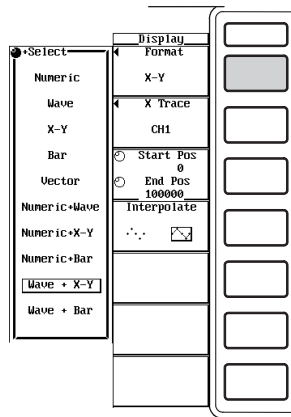 Display
Format
X-Y
X Trace
CH1
Start Pos
0
End Pos
100000
Interpolate
+Select
Numeric
Wave
X-Y
Bar
Vector
Numeric+Wave
Numeric+X-Y
Numeric+Bar
Wave + X-Y
Wave + Bar